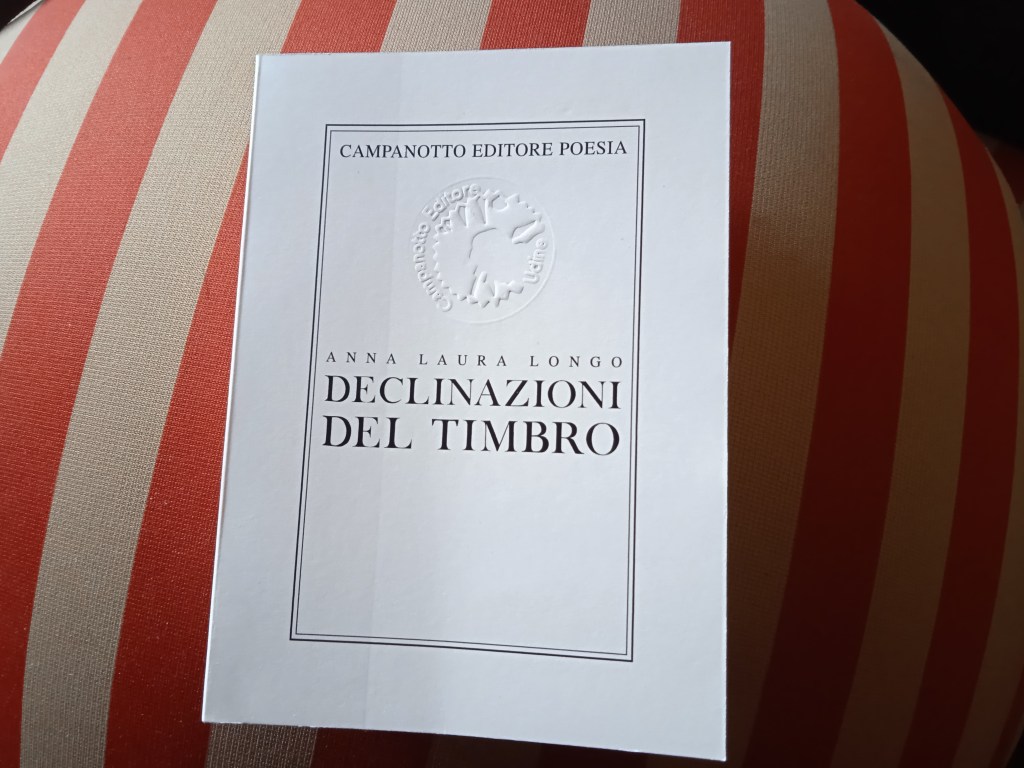 CAMPANOTTO EDITORE POESIA
Campanotto Editore Udine
ANNA LAURA LONGO
DECLINAZIONI
DEL TIMBRO